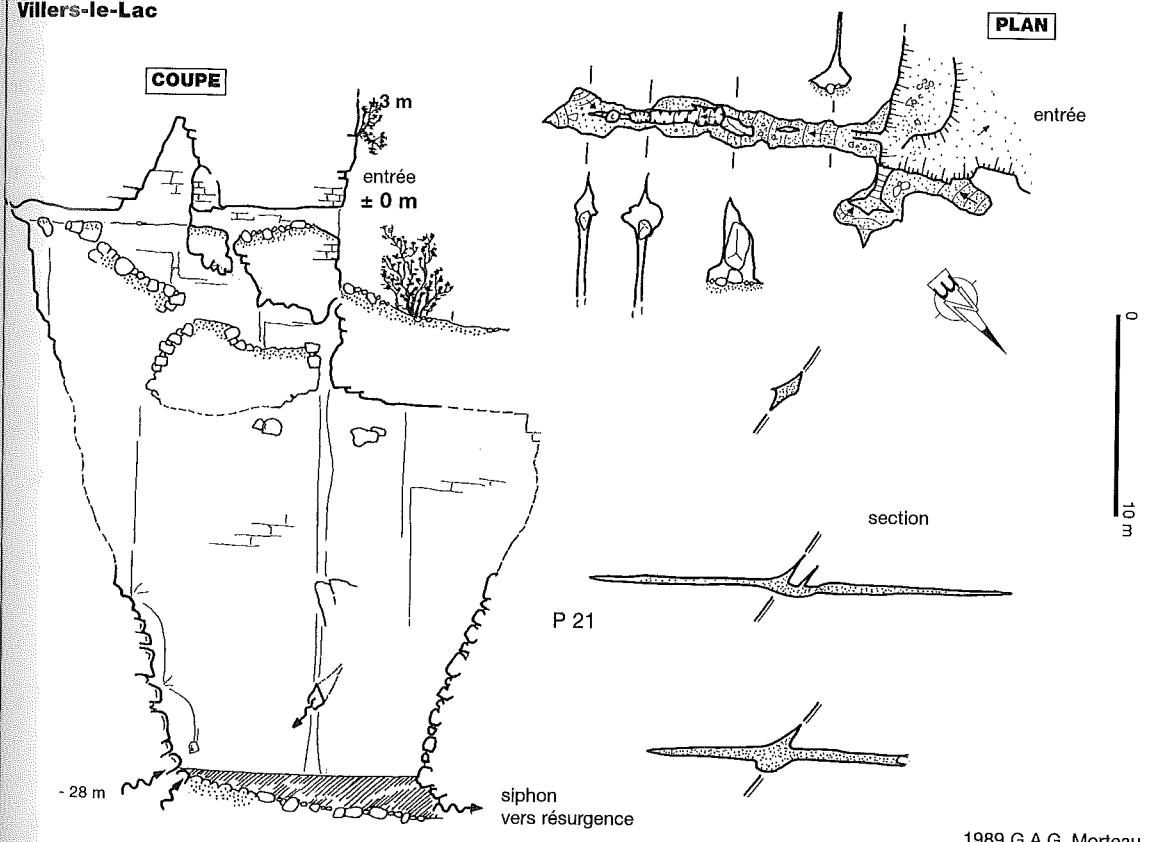 Villers-le-Lac
PLAN
COUPE
+3 m
entrée
entrée
± 0 m
0
10 m
section
P 21
- 28 m
siphon
vers résurgence
1989 G.A.G. Morteau